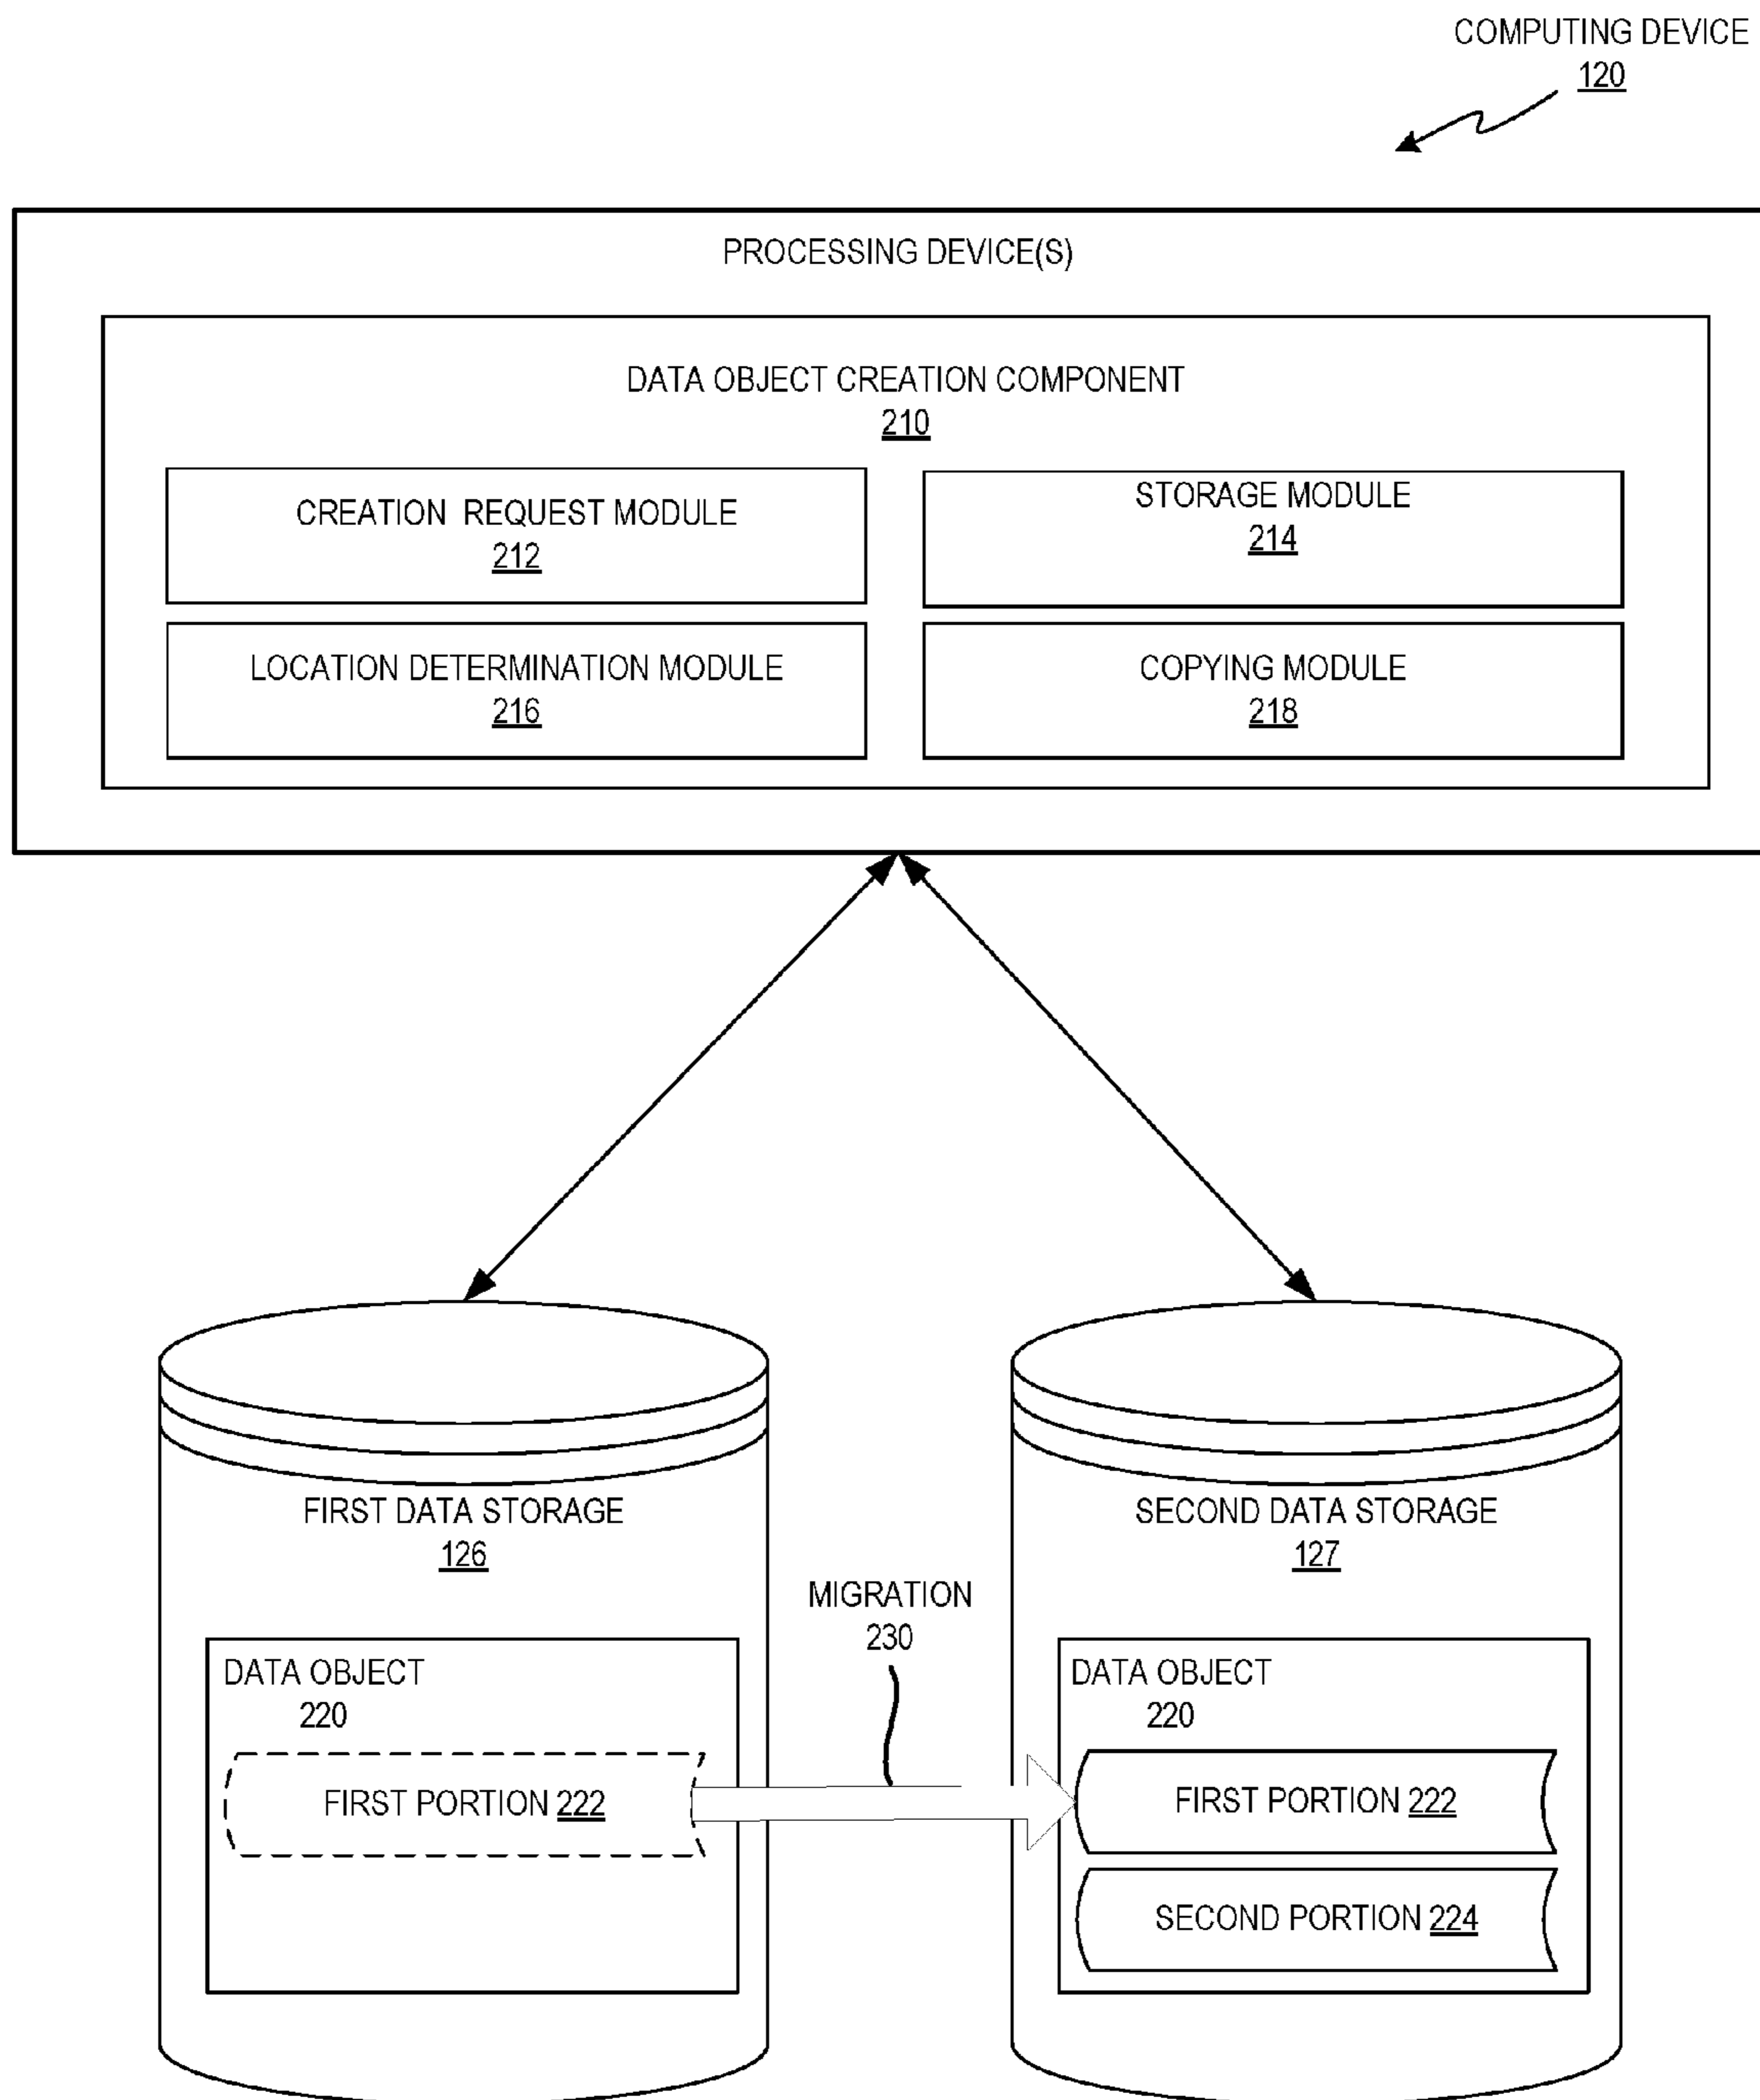 COMPUTING DEVICE
120
PROCESSING DEVICE(S)
DATA OBJECT CREATION COMPONENT
210
CREATION REQUEST MODULE
212
STORAGE MODULE
214
LOCATION DETERMINATION MODULE
216
COPYING MODULE
218
FIRST DATA STORAGE
126
SECOND DATA STORAGE
127
MIGRATION
230
DATA OBJECT
220
FIRST PORTION 222
DATA OBJECT
220
FIRST PORTION 222
SECOND PORTION 224